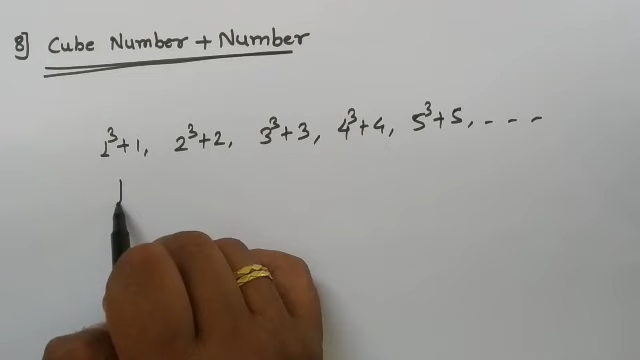 8] Cube Number + Number
1³+1, 2³+2, 3³+3, 4³+4, 5³+5, - - -